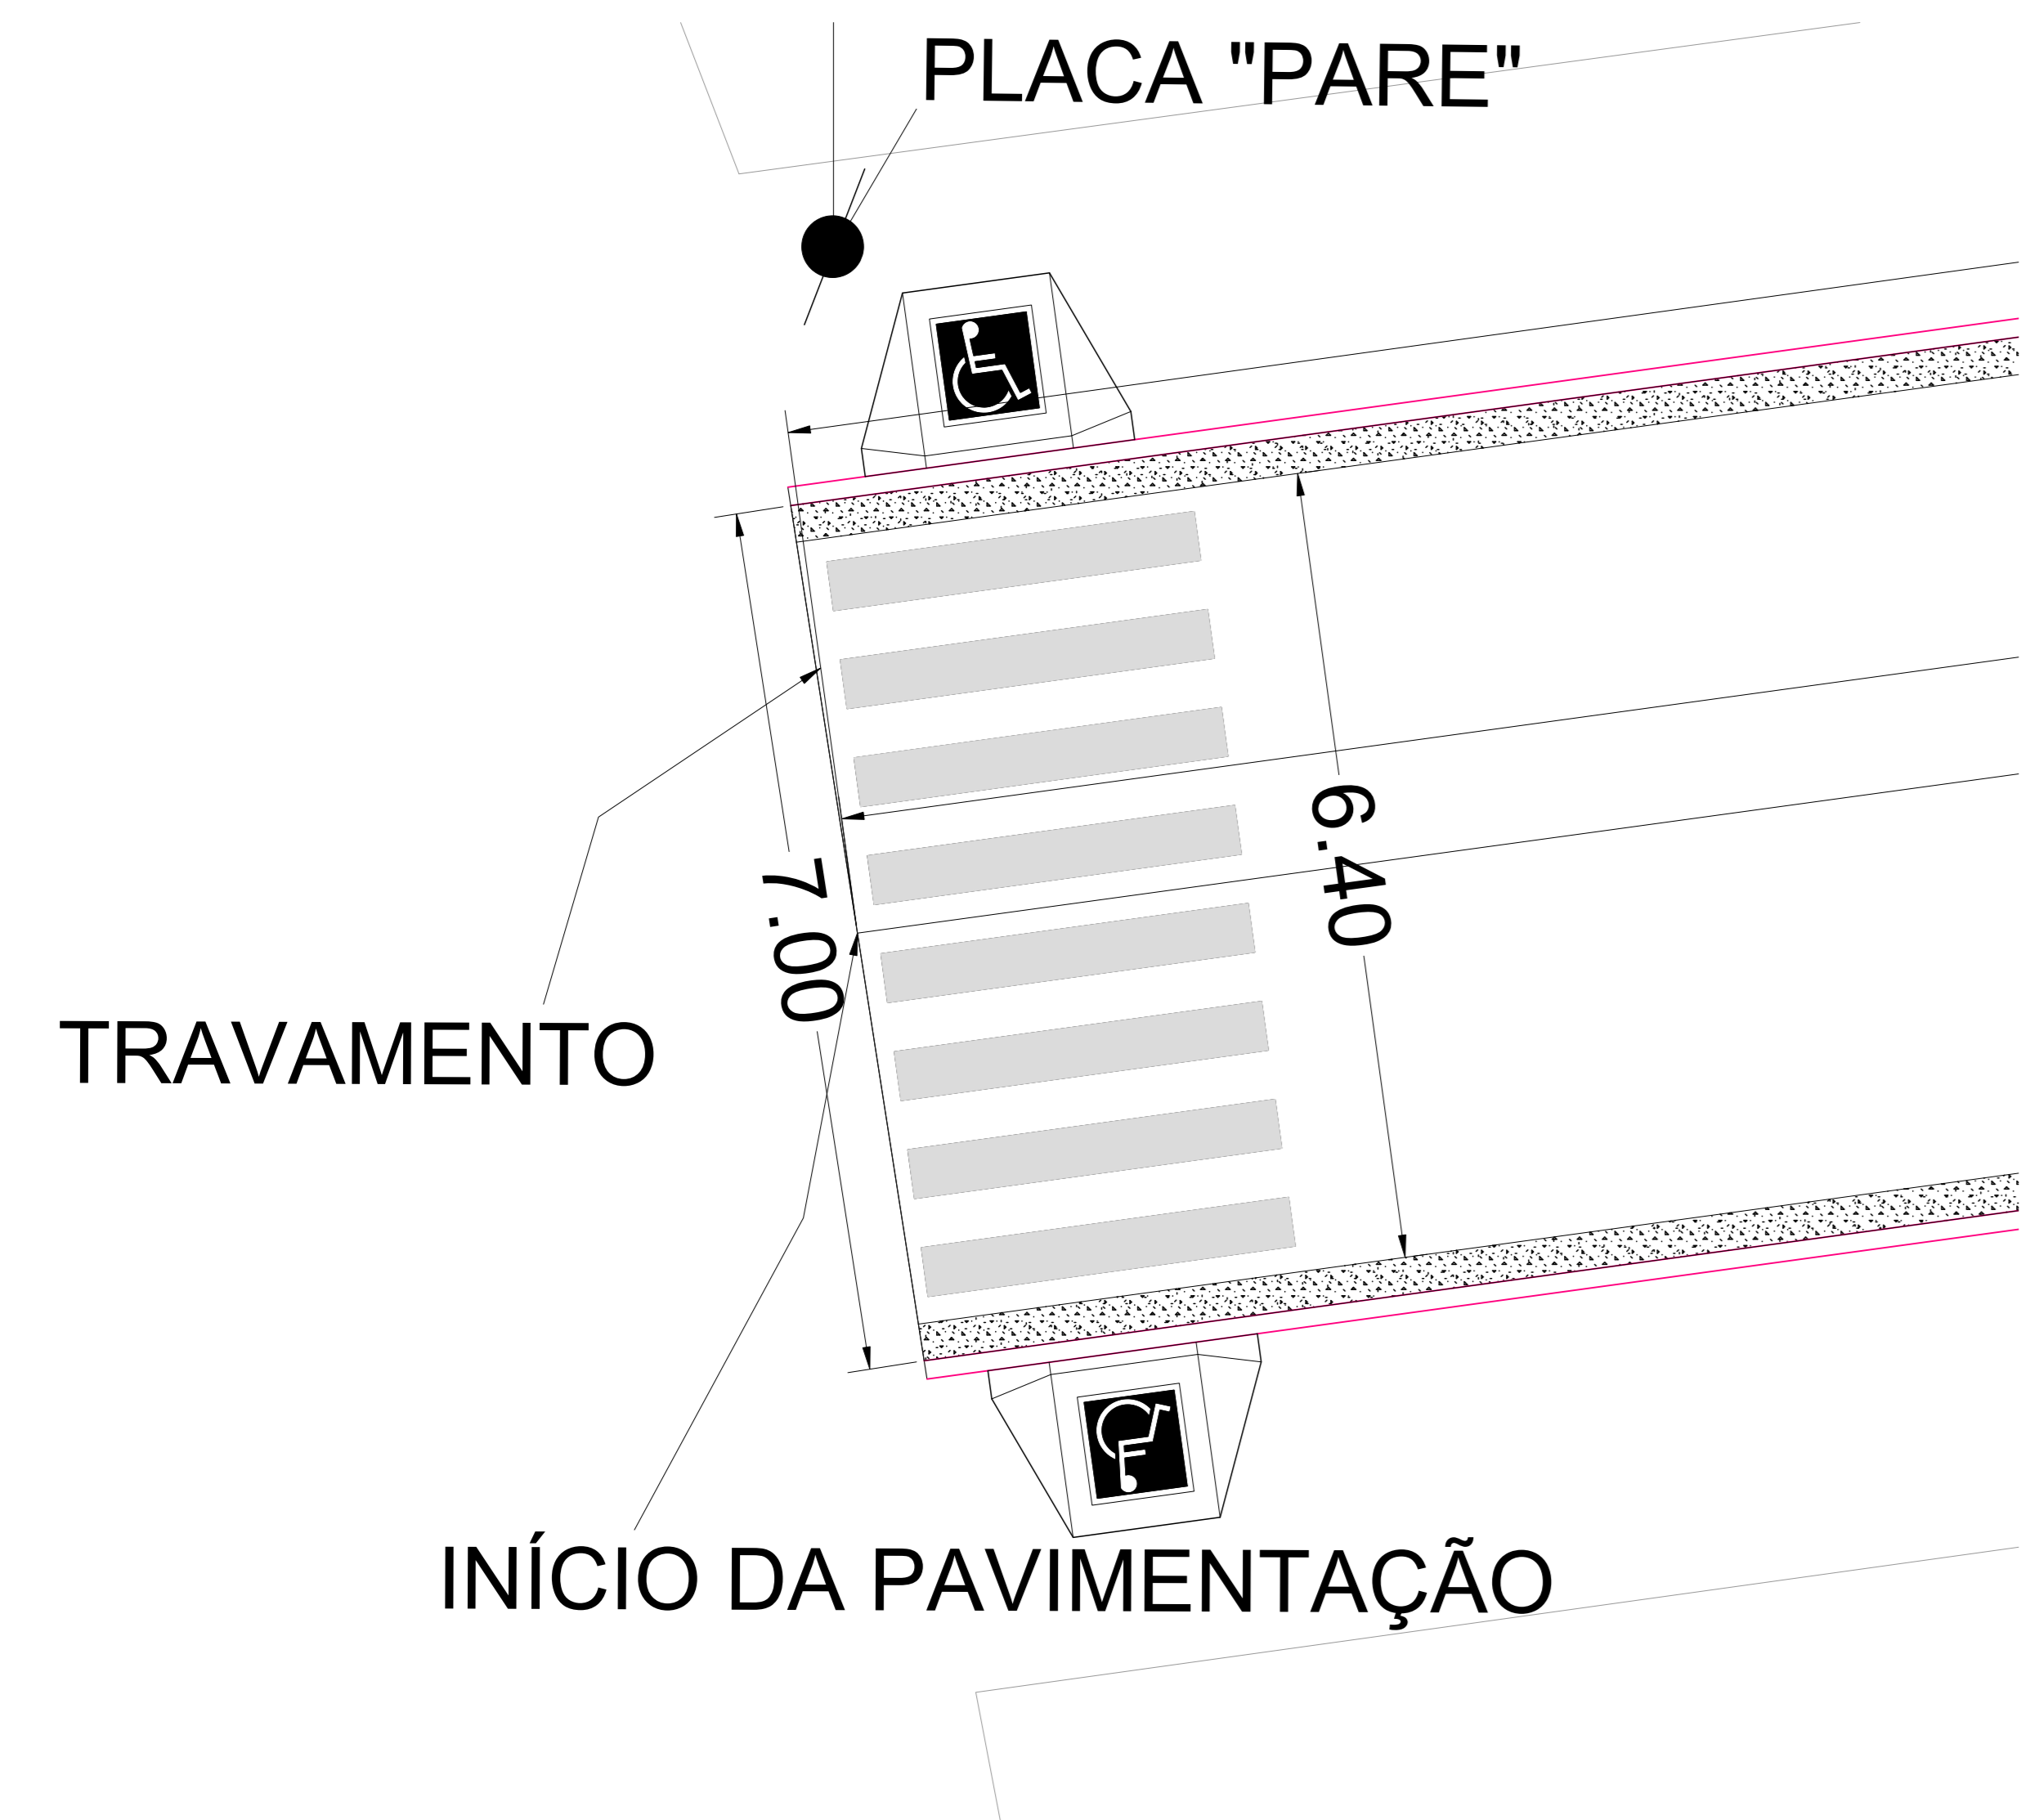 PLACA "PARE"
6.40
7.00
TRAVAMENTO
INÍCIO DA PAVIMENTAÇÃO